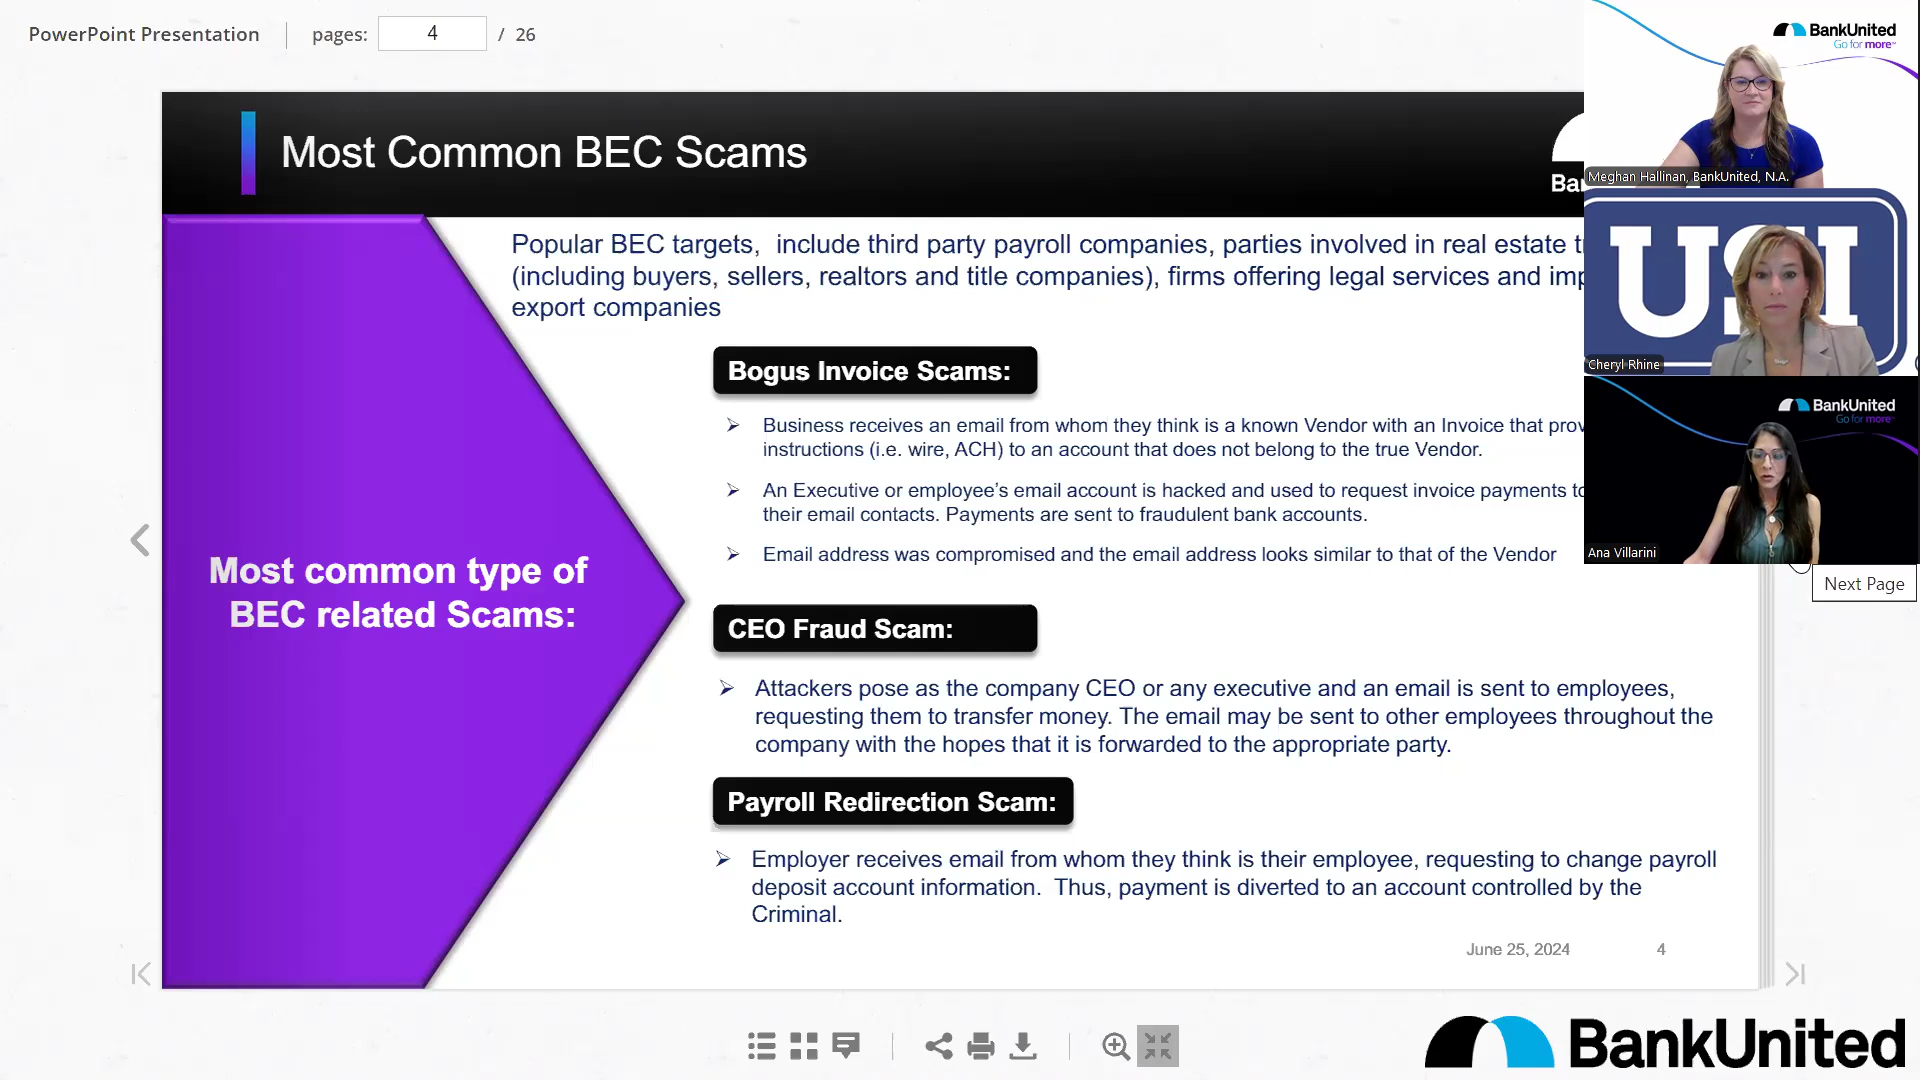 PowerPoint Presentation
pages: 4 / 26
BankUnited
Go for more
Most Common BEC Scams
Meghan Hallinan, BankUnited, N.A.
Popular BEC targets,  include third party payroll companies, parties involved in real estate
(including buyers, sellers, realtors and title companies), firms offering legal services and
export companies
USI
Cheryl Rhine
Bogus Invoice Scams:
Business receives an email from whom they think is a known Vendor with an Invoice that
instructions (i.e. wire, ACH) to an account that does not belong to the true Vendor.
BankUnited
Go for more
An Executive or employee’s email account is hacked and used to request invoice payments
their email contacts. Payments are sent to fraudulent bank accounts.
Email address was compromised and the email address looks similar to that of the Vendor
Ana Villarini
Next Page
Most common type of
BEC related Scams:
CEO Fraud Scam:
Attackers pose as the company CEO or any executive and an email is sent to employees,
requesting them to transfer money. The email may be sent to other employees throughout the
company with the hopes that it is forwarded to the appropriate party.
Payroll Redirection Scam:
Employer receives email from whom they think is their employee, requesting to change payroll
deposit account information.  Thus, payment is diverted to an account controlled by the
Criminal.
June 25, 2024 4
BankUnited